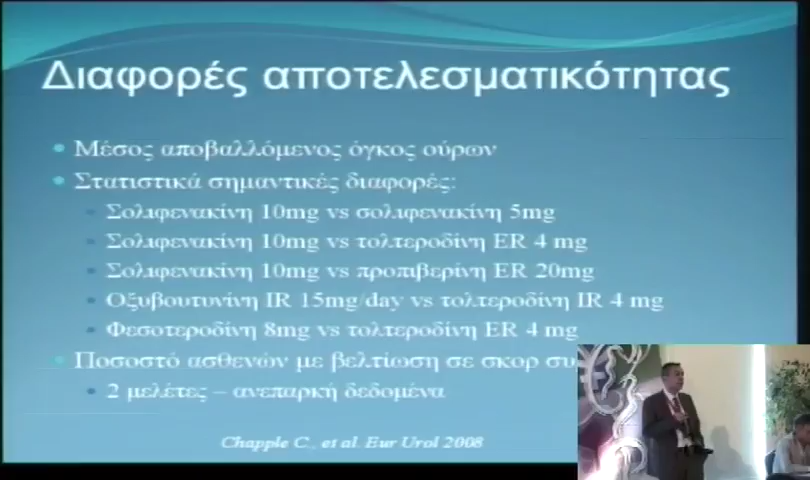 Διαφορές αποτελεσματικότητας
Μέσος αποβαλλόμενος όγκος ούρων
Στατιστικά σημαντικές διαφορές:
Σολιφενακίνη 10mg vs σολιφενακίνη 5mg
Σολιφενακίνη 10mg vs τολτεροδίνη ER 4 mg
Σολιφενακίνη 10mg vs προπιβερίνη ER 20mg
Οξυβουτυνίνη IR 15mg/day vs τολτεροδίνη IR 4 mg
Φεσοτεροδίνη 8mg vs τολτεροδίνη ER 4 mg
Ποσοστό ασθενών με βελτίωση σε σκορ
2 μελέτες – ανεπαρκή δεδομένα
Chapple C., et al. Eur Urol 2008